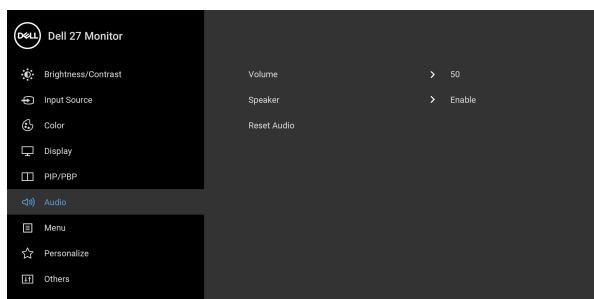 DELL Dell 27 Monitor
Brightness/Contrast
Volume 50
Input Source
Speaker Enable
Color
Reset Audio
Display
PIP/PBP
Audio
Menu
Personalize
Others